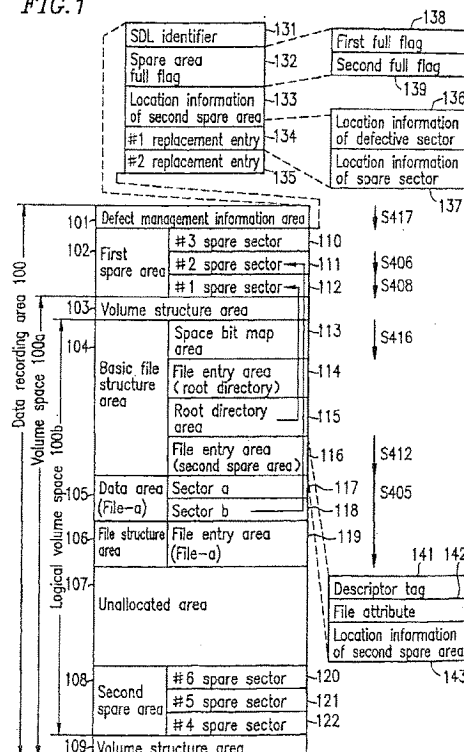 FIG.1
SDL identifier
131
138
Spare area
full flag
132
First full flag
Second full flag
139
Location information
of second spare area
133
136
#1 replacement entry
134
Location information
of defective sector
#2 replacement entry
135
Location information
of spare sector
137
101
Defect management information area
S417
102
First
spare area
#3 spare sector
110
#2 spare sector
111
S406
#1 spare sector
112
S408
103
Volume structure area
104
Basic file
structure
area
Space bit map
area
113
S416
File entry area
(root directory)
114
Root directory
area
115
File entry area
(second spare area)
116
S412
105
Data area
(File-a)
Sector a
117
S405
Sector b
118
106
File structure
area
File entry area
(File-a)
119
107
Unallocated area
141
142
Descriptor tag
File attribute
Location information
of second spare area
143
108
Second
spare area
#6 spare sector
120
#5 spare sector
121
#4 spare sector
122
109
Volume structure area
Data recording area 100
Volume space 100a
Logical volume space 100b